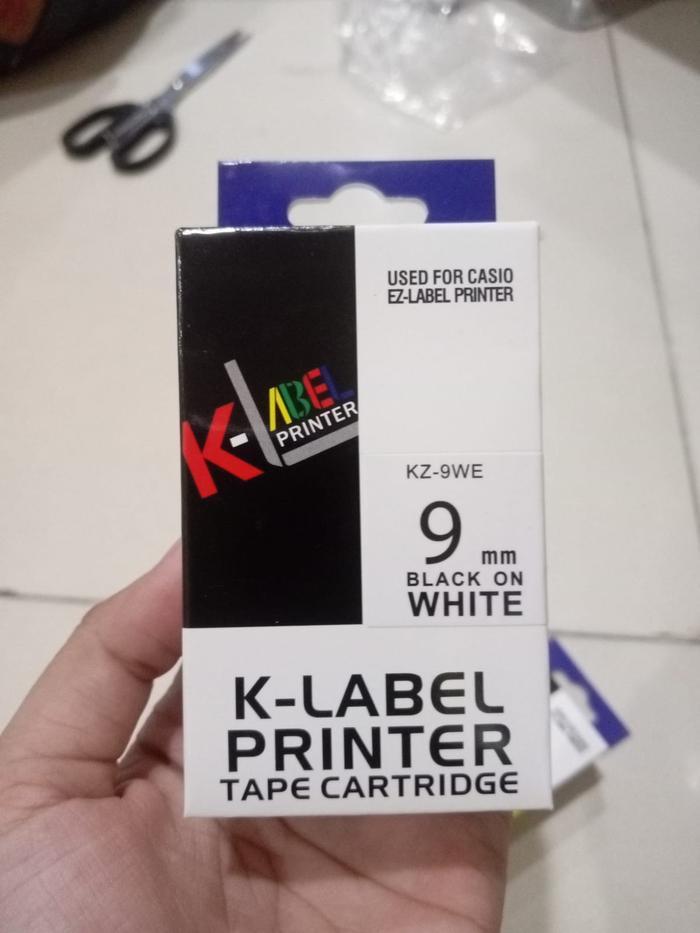 USED FOR CASIO
EZ-LABEL PRINTER
K-LABEL
PRINTER
KZ-9WE
9 mm
BLACK ON
WHITE
K-LABEL
PRINTER
TAPE CARTRIDGE